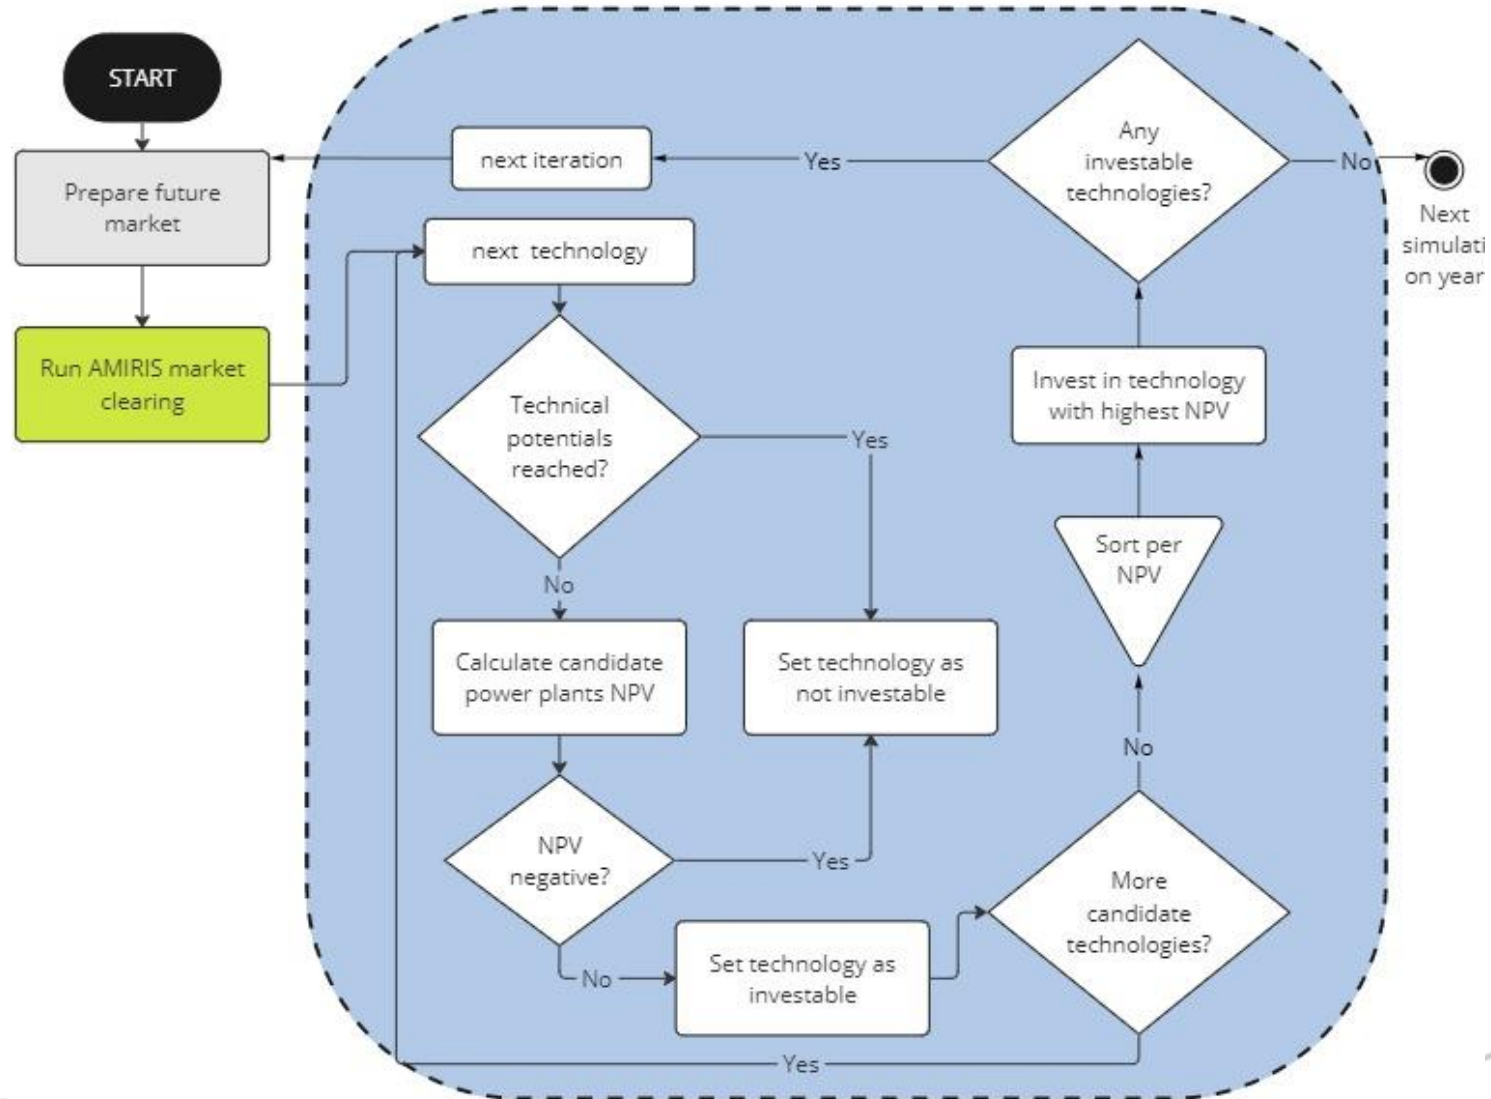 START
Prepare future
market
Run AMIRIS market
clearing
next iteration
Yes
Any
investable
technologies?
No
Next
simulati
on year
next technology
Technical
potentials
reached?
Yes
No
Calculate candidate
power plants NPV
Set technology as
not investable
NPV
negative?
Yes
No
Set technology as
investable
More
candidate
technologies?
Yes
No
Sort per
NPV
Invest in technology
with highest NPV